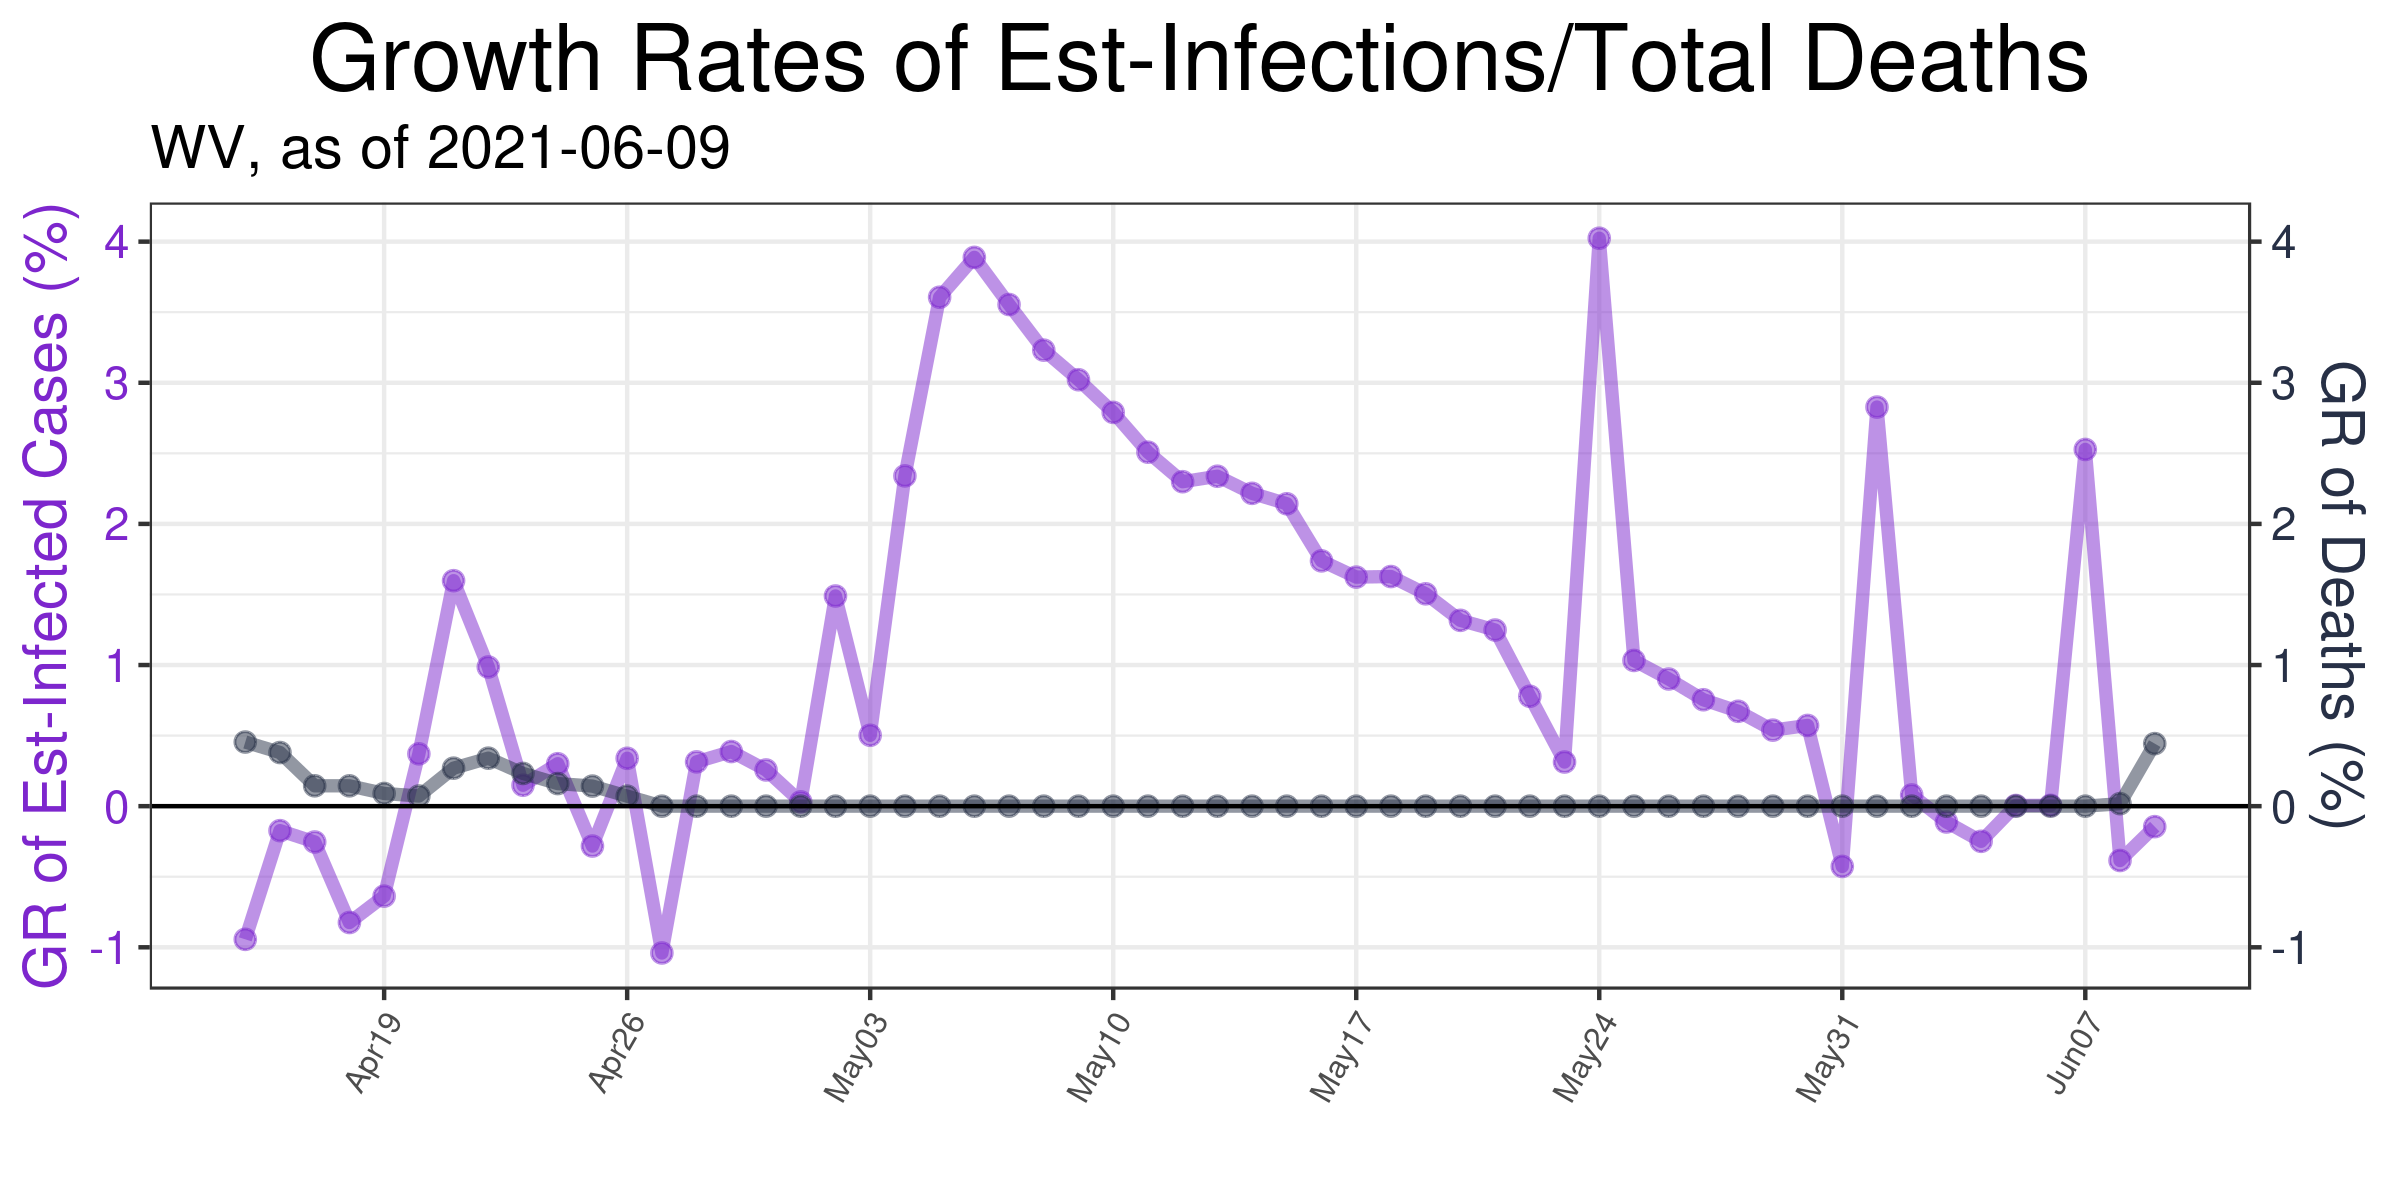 Growth Rates of Est-Infections/Total Deaths
WV, as of 2021-06-09
GR of Est-Infected Cases (%)
4
3
2
1
0
-1
4
3
2
1
0
-1
GR of Deaths (%)
Apr19
Apr26
May03
May10
May17
May24
May31
Jun07